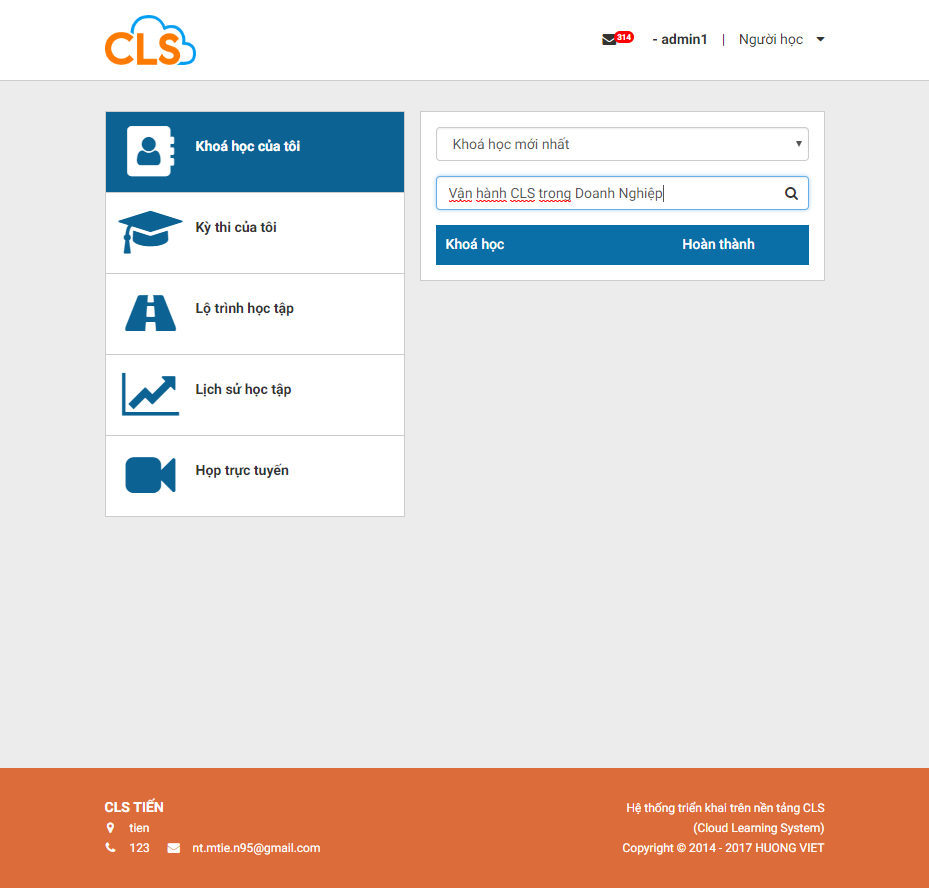 CLS
314
- admin1 | Người học
Khoá học của tôi
Kỳ thi của tôi
Lộ trình học tập
Lịch sử học tập
Họp trực tuyến
Khoá học mới nhất
Vân hành CLS trong Doanh Nghiệp
Khoá học Hoàn thành
CLS TIẾN
tien
123 nt.mtie.n95@gmail.com
Hệ thống triển khai trên nền tảng CLS
(Cloud Learning System)
Copyright © 2014 - 2017 HUONG VIET